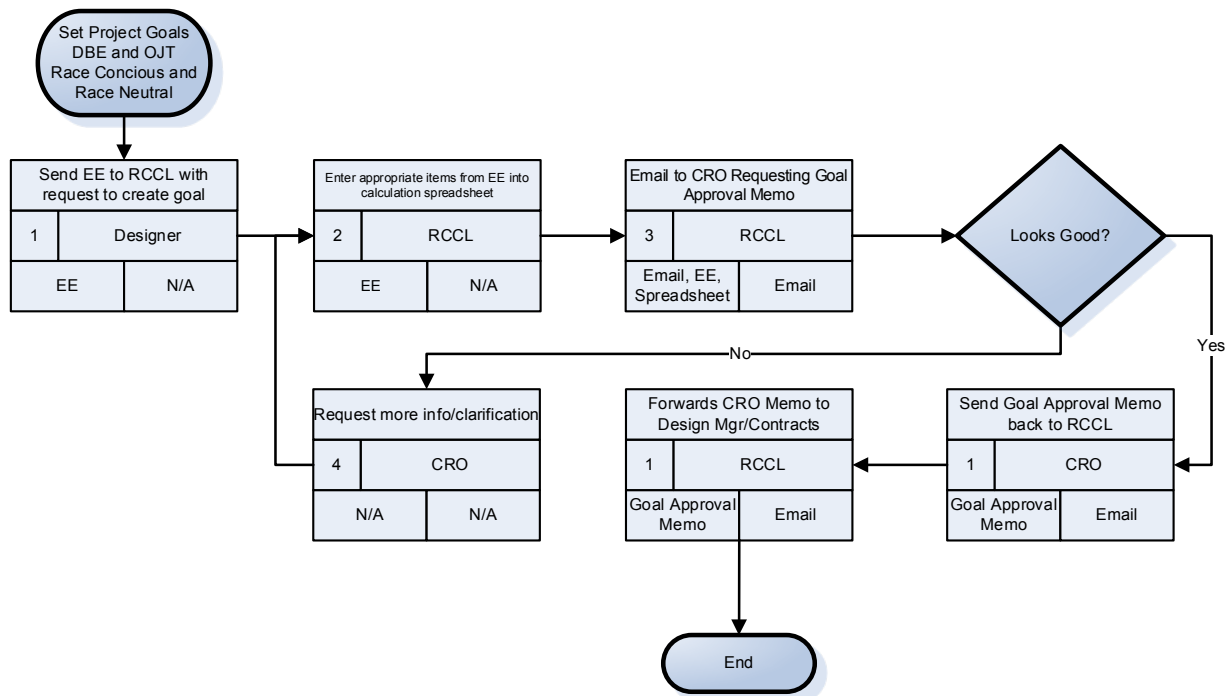 Set Project Goals
DBE and OJT
Race Concious and
Race Neutral
Send EE to RCCL with
request to create goal
1
Designer
EE
N/A
Enter appropriate items from EE into
calculation spreadsheet
2
RCCL
EE
N/A
Email to CRO Requesting Goal
Approval Memo
3
RCCL
Email, EE,
Spreadsheet
Email
Looks Good?
No
Yes
Request more info/clarification
4
CRO
N/A
N/A
Forwards CRO Memo to
Design Mgr/Contracts
1
RCCL
Goal Approval
Memo
Email
Send Goal Approval Memo
back to RCCL
1
CRO
Goal Approval
Memo
Email
End